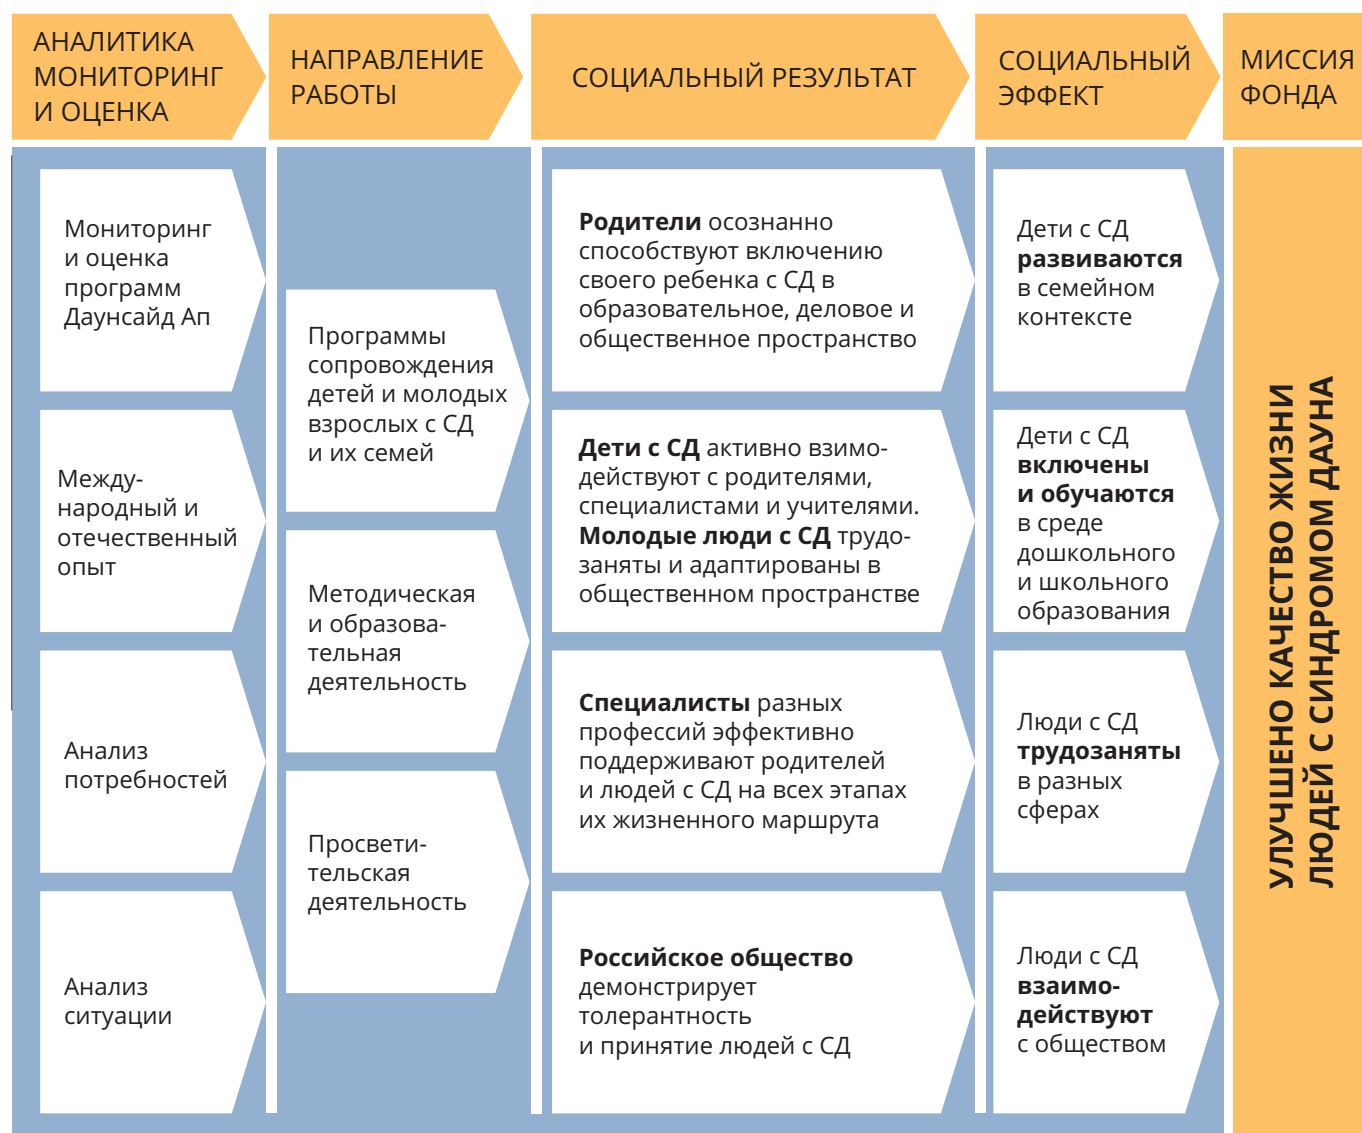 АНАЛИТИКА
МОНИТОРИНГ
И ОЦЕНКА
НАПРАВЛЕНИЕ
РАБОТЫ
СОЦИАЛЬНЫЙ РЕЗУЛЬТАТ
СОЦИАЛЬНЫЙ
ЭФФЕКТ
МИССИЯ
ФОНДА
Мониторинг
и оценка
программ
Даунсайд Ап
Между-
народный и
отечественный
опыт
Анализ
потребностей
Анализ
ситуации
Программы
сопровождения
детей и молодых
взрослых с СД
и их семей
Методическая
и образова-
тельная
деятельность
Просвети-
тельская
деятельность
Родители осознанно
способствуют включению
своего ребенка с СД в
образовательное, деловое и
общественное пространство
Дети с СД активно взимо-
действуют с родителями,
специалистами и учителями.
Молодые люди с СД трудо-
заняты и адаптированы в
общественном пространстве
Специалисты разных
профессий эффективно
поддерживают родителей
и людей с СД на всех этапах
их жизненного маршрута
Российское общество
демонстрирует
толерантность
и принятие людей с СД
Дети с СД
развиваются
в семейном
контексте
Дети с СД
включены
и обучаются
в среде
дошкольного
и школьного
образования
Люди с СД
трудозаняты
в разных
сферах
Люди с СД
взаимо-
действуют
с обществом
УЛУЧШЕНО КАЧЕСТВО ЖИЗНИ
ЛЮДЕЙ С СИНДРОМОМ ДАУНА